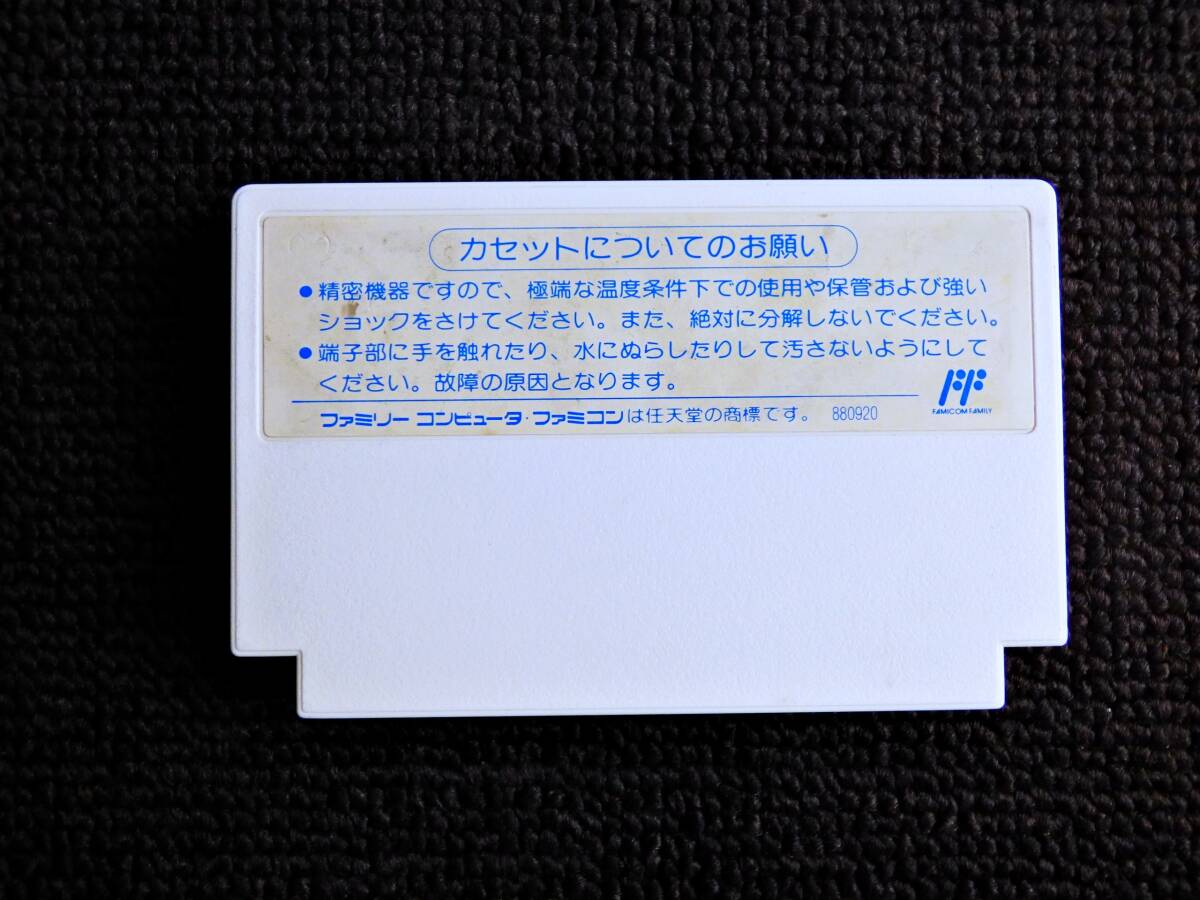 カセットについてのお願い
●精密機器ですので、極端な温度条件下での使用や保管および強い
ショックをさけてください。また、絶対に分解しないでください。
●端子部に手を触れたり、水にぬらしたりして汚さないようにして
ください。故障の原因となります。
FAMICOM FAMILY
ファミリー コンピュータ・ファミコンは任天堂の商標です。 880920